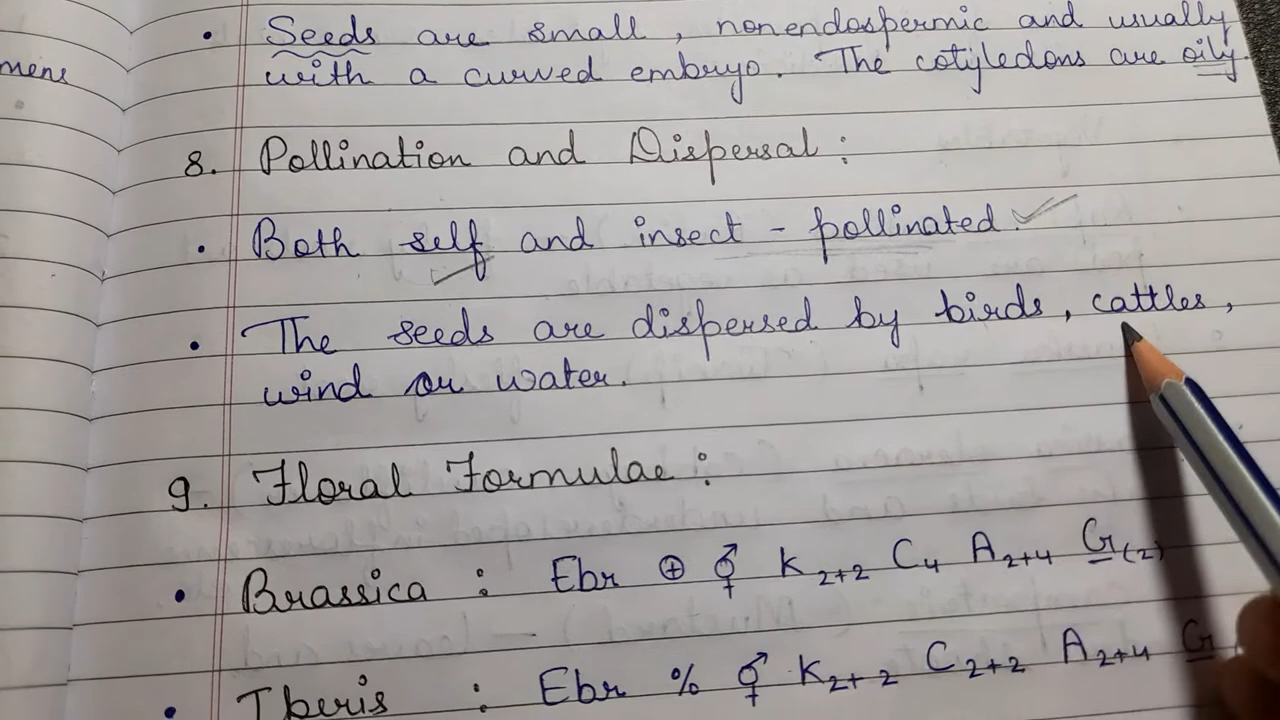 • Seeds are small, nonendospermic and usually
mens
with a curved embryo. The cotyledons are oily.
8. Pollination and Dispersal :
• Both self and insect - pollinated.
• The seeds are dispersed by birds, cattles,
wind or water.
9. Floral Formulae :
• Brassica : Ebr ⊕ ⚥ K2+2 C4 A2+4 G(2)
• Iberis : Ebr % ⚥ K2+2 C2+2 A2+4 G